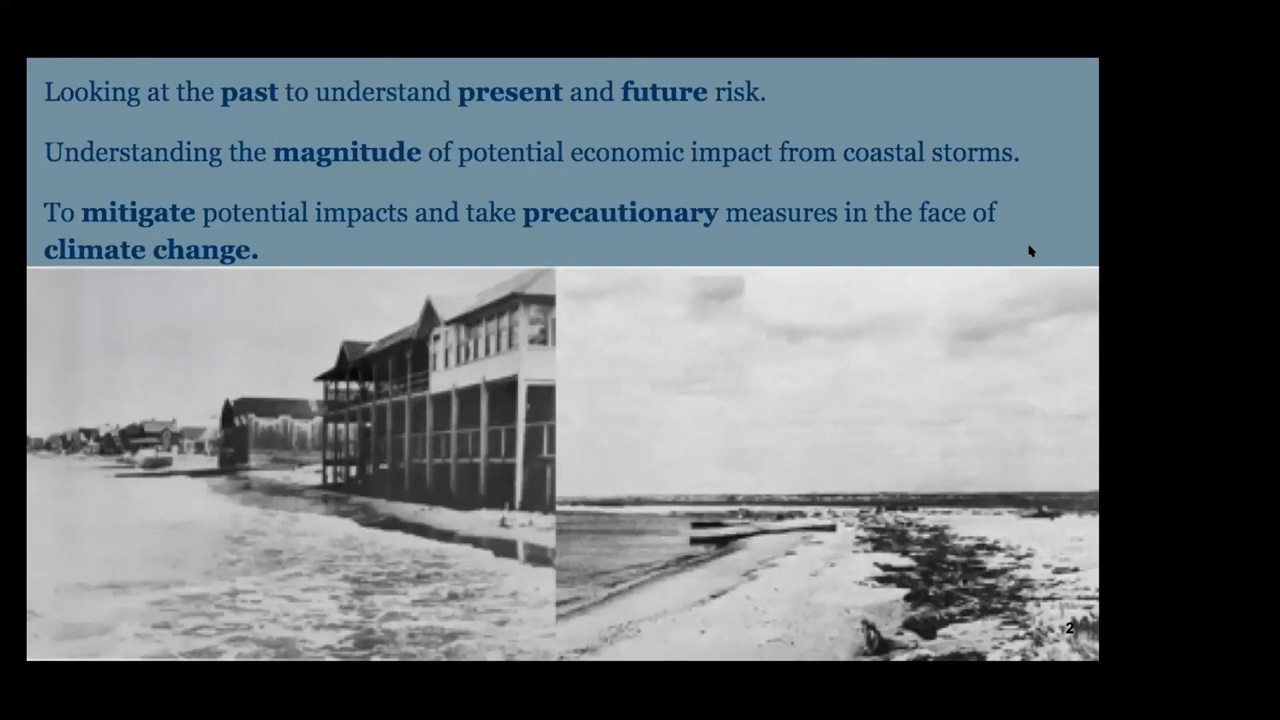 Looking at the past to understand present and future risk.
Understanding the magnitude of potential economic impact from coastal storms.
To mitigate potential impacts and take precautionary measures in the face of
climate change.
2